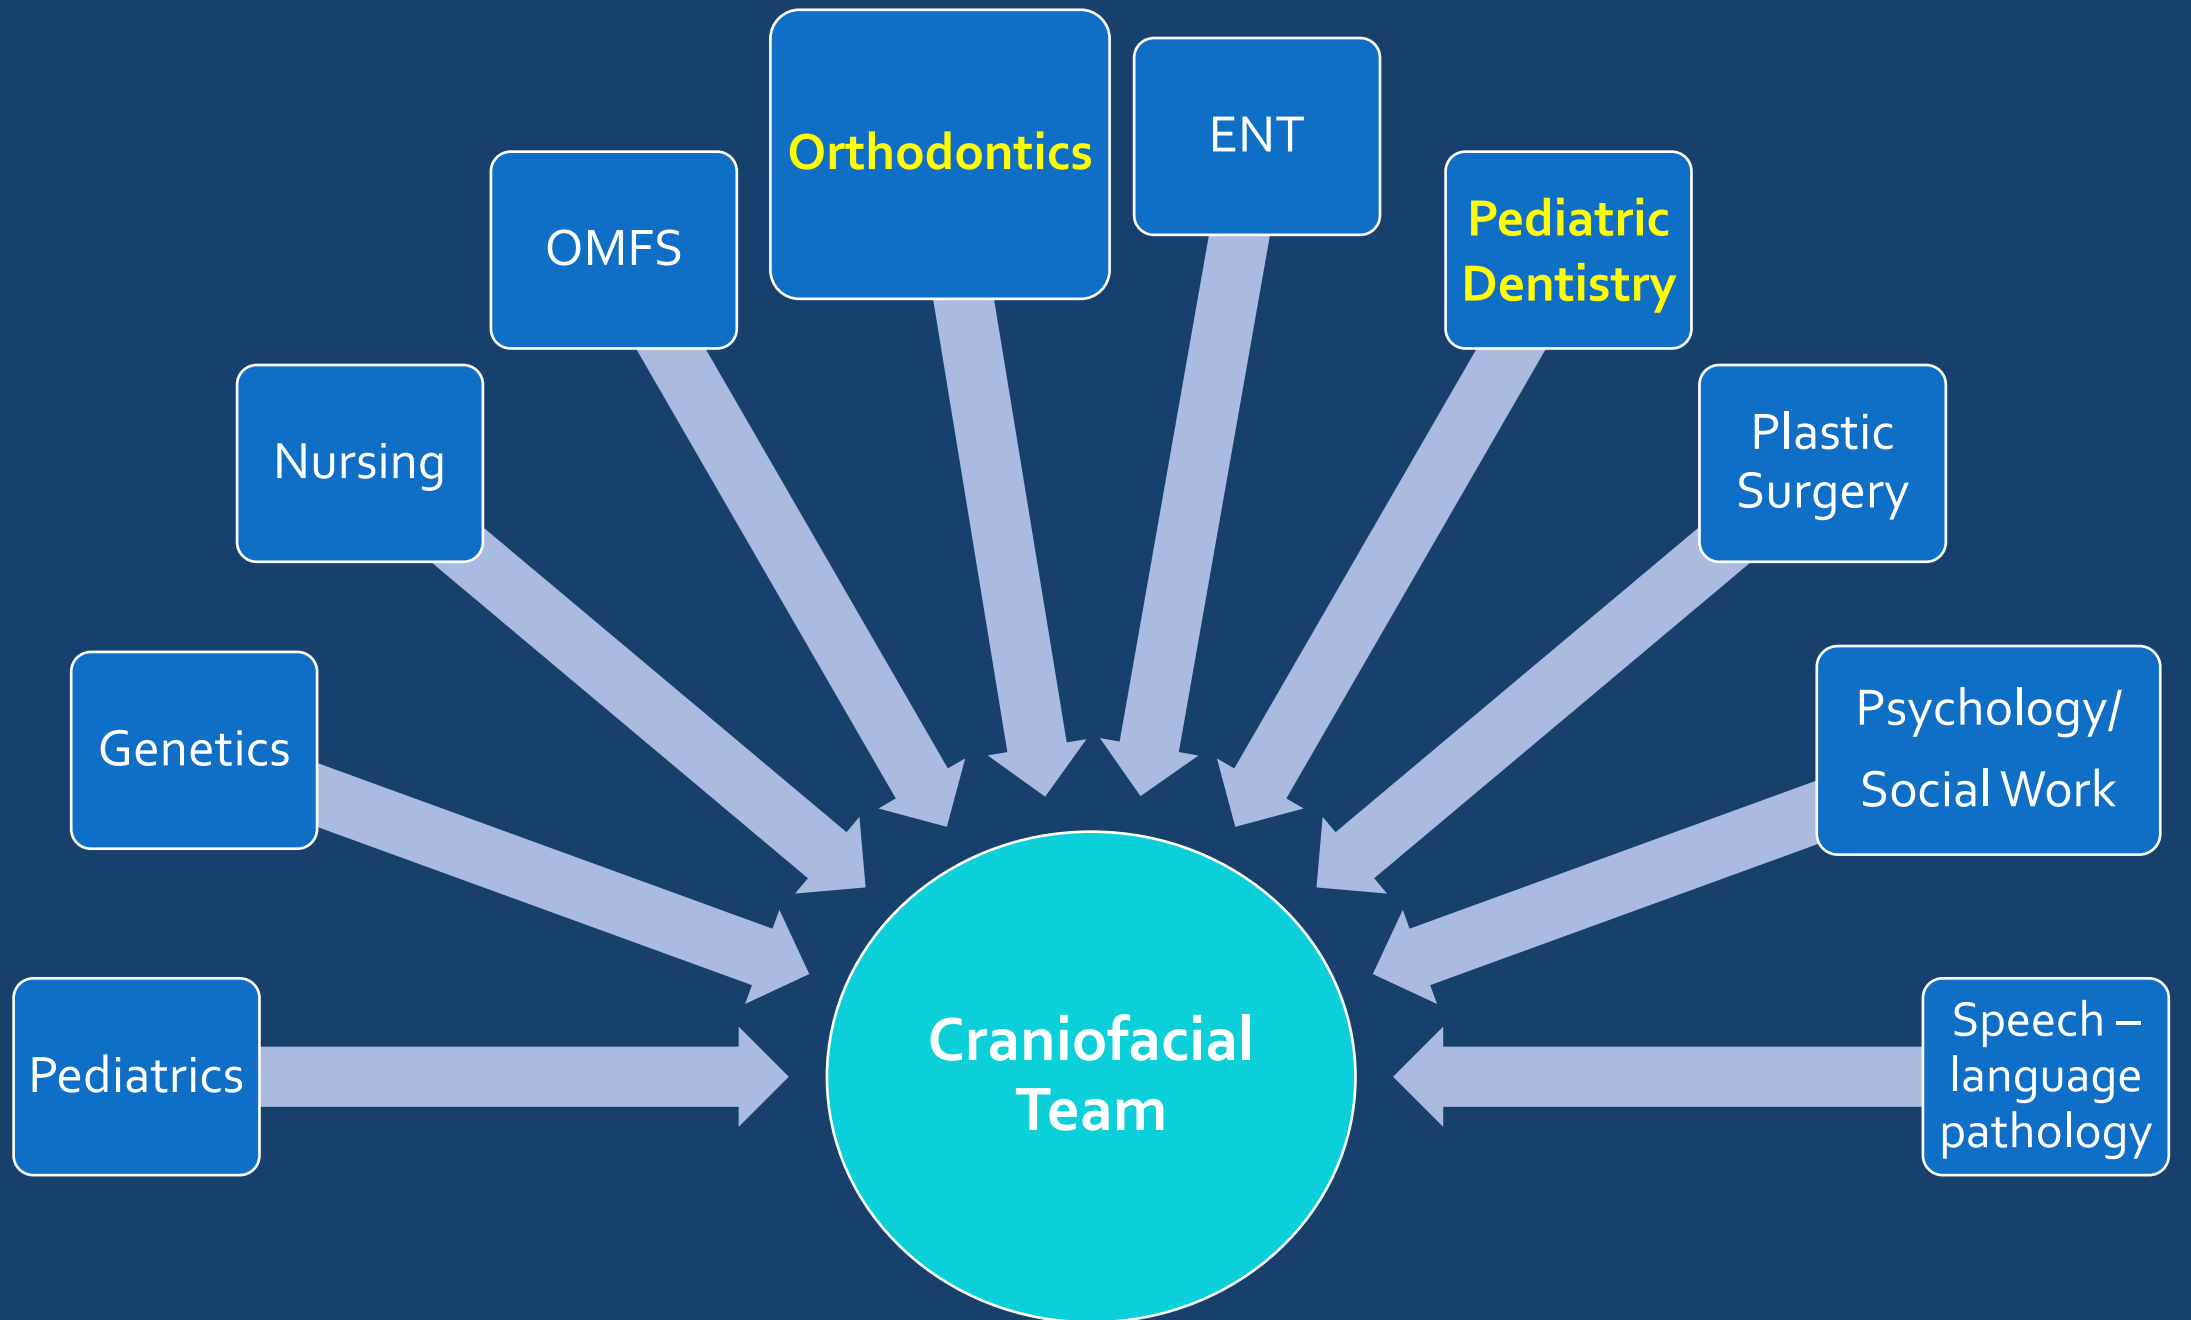 Orthodontics
ENT
OMFS
Pediatric
Dentistry
Nursing
Plastic
Surgery
Genetics
Psychology/
Social Work
Pediatrics
Craniofacial
Team
Speech –
language
pathology